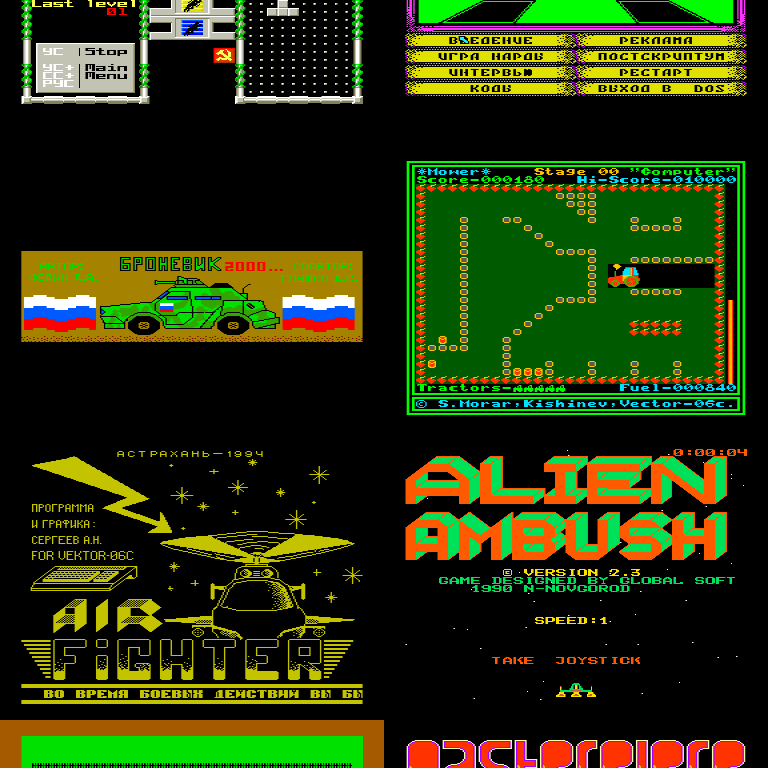 Last level
01
УС Stop
УС+ Main
СС+ Menu
РУС
ВВЕДЕНИЕ РЕКЛАМА
ИГРА НАРОВ ПОСТСКРИПТУМ
ИНТЕРВЬЮ РЕСТАРТ
КОДЫ ВЫХОД В DOS
*Mower* Stage 00 "Computer"
Score-000180 Hi-Score-010000
Tractors-
Fuel-000840
© S.Morar,Kishinev,Vector-06c.
БРОНЕВИК 2000...
АСТРАХАНЬ—1994
ПРОГРАММА
И ГРАФИКА:
СЕРГЕЕВ А.Н.
FOR VEKTOR-06C
AIR
FIGHTER
ВО ВРЕМЯ БОЕВЫХ ДЕЙСТВИЙ ВЫ
0:00:04
ALIEN
AMBUSH
© VERSION 2.3
GAME DESIGNED BY GLOBAL SOFT
1990 N-NOVGOROD
SPEED:1
TAKE JOYSTICK